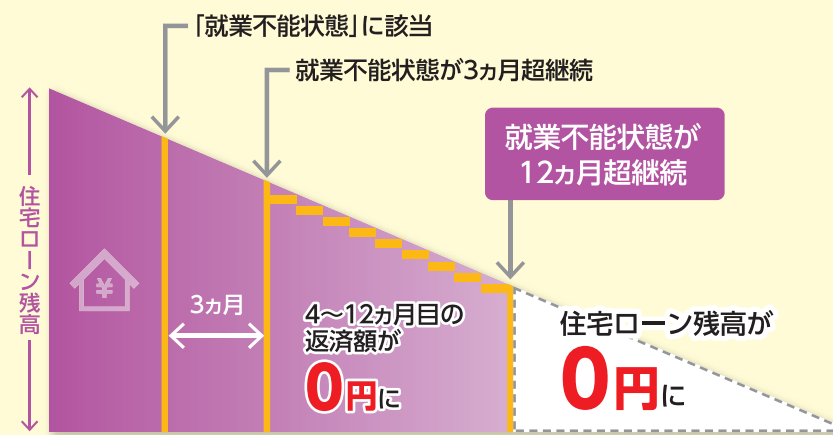 「就業不能状態」に該当
就業不能状態が3ヵ月超継続
就業不能状態が
12ヵ月超継続
住宅ローン残高
¥
3ヵ月
4〜12ヵ月目の
返済額が
0円に
住宅ローン残高が
0円に